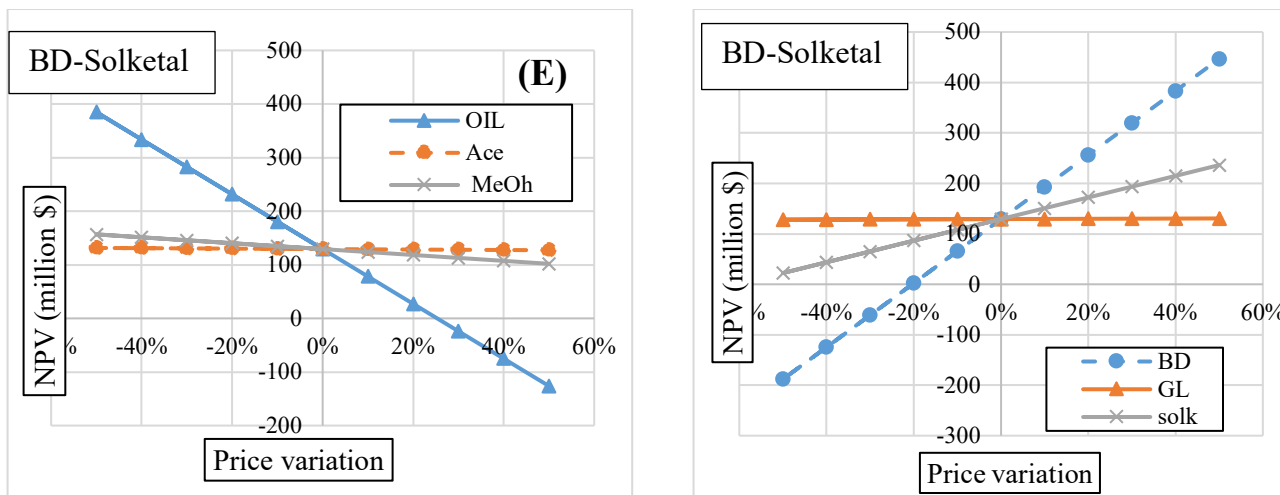 BD-Solketal
(E)
500
400
300
200
100
0
-100
-200
%
-40%
-20%
0%
20%
40%
60%
OIL
Ace
MeOh
NPV (million $)
Price variation
BD-Solketal
500
400
300
200
100
0
-100
-200
-300
%
-40%
-20%
0%
20%
40%
60%
BD
GL
solk
NPV (million $)
Price variation